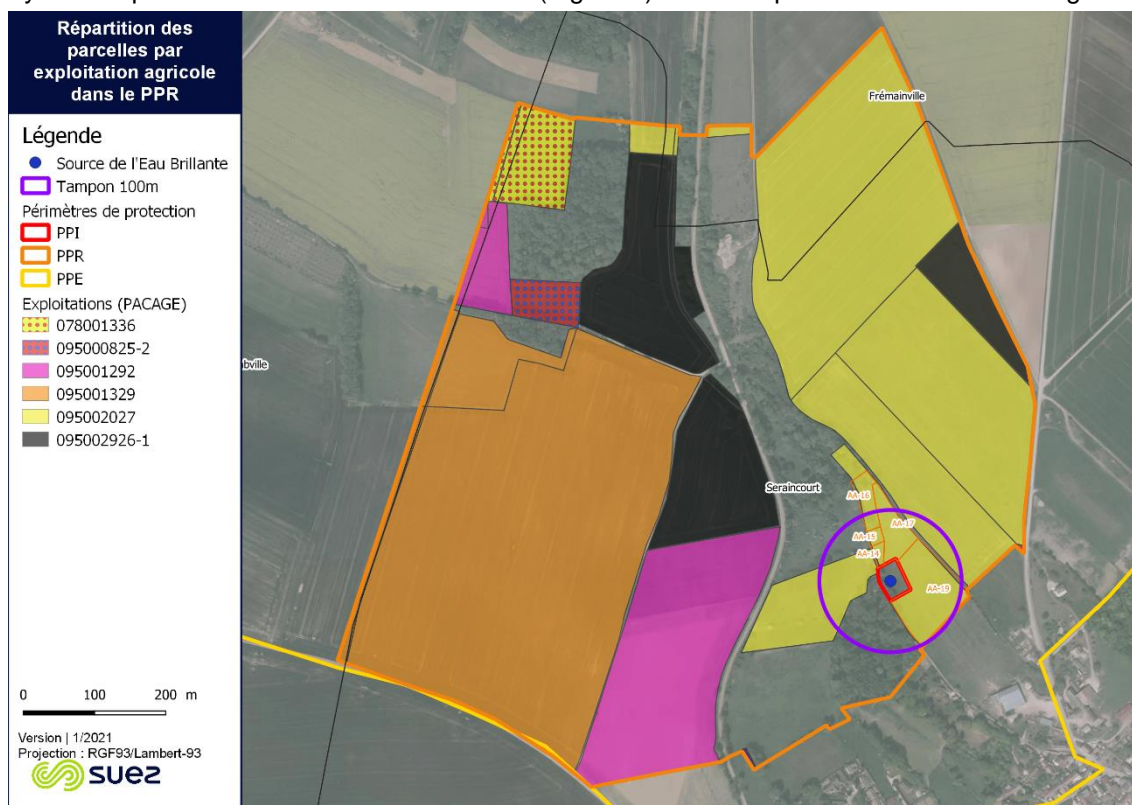 Répartition des
parcelles par
exploitation agricole
dans le PPR
Légende
Source de l'Eau Brillante
Tampon 100m
Périmètres de protection
PPI
PPR
PPE
Exploitations (PACAGE)
078001336
095000825-2
095001292
095001329
095002027
095002926-1
0 100 200 m
Version | 1/2021
Projection : RGF93/Lambert-93
suez
Frémainville
bville
Seraincourt
AA-16
AA-17
AA-15
AA-14
AA-19